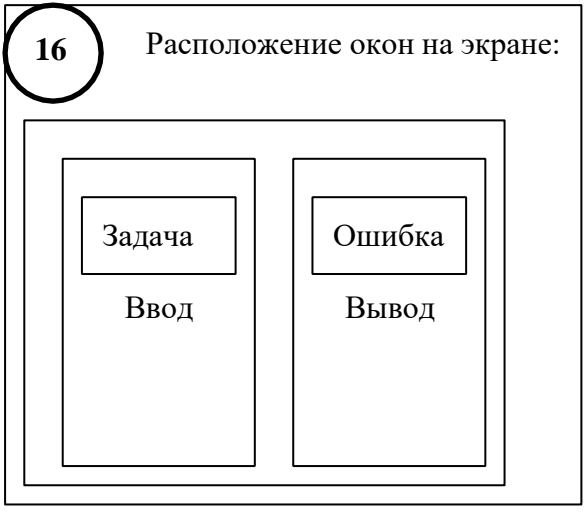 16
Расположение окон на экране:
Задача
Ошибка
Ввод
Вывод